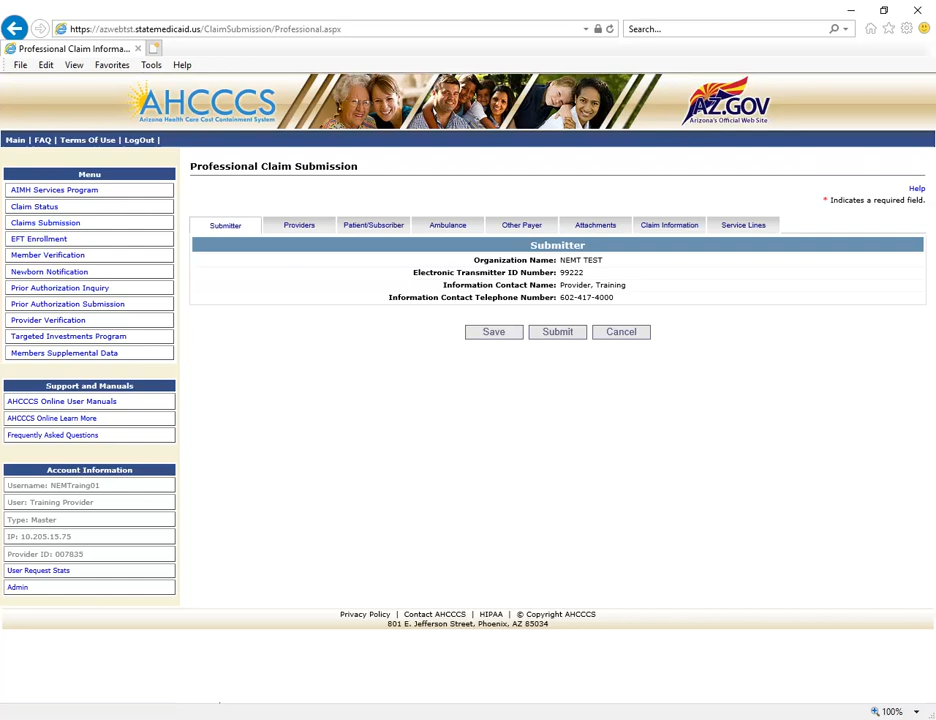 https://azwebtst.statemedicaid.us/ClaimSubmission/Professional.aspx
Search...
Professional Claim Informa...
File Edit View Favorites Tools Help
AHCCCS
Arizona Health Care Cost Containment System
AZ.GOV
Arizona's Official Web Site
Main | FAQ | Terms Of Use | LogOut |
Menu
AIMH Services Program
Claim Status
Claims Submission
EFT Enrollment
Member Verification
Newborn Notification
Prior Authorization Inquiry
Prior Authorization Submission
Provider Verification
Targeted Investments Program
Members Supplemental Data
Support and Manuals
AHCCCS Online User Manuals
AHCCCS Online Learn More
Frequently Asked Questions
Account Information
Username: NEMTraing01
User: Training Provider
Type: Master
IP: 10.205.15.75
Provider ID: 007835
User Request Stats
Admin
Professional Claim Submission
Help
* Indicates a required field.
Submitter Providers Patient/Subscriber Ambulance Other Payer Attachments Claim Information Service Lines
Submitter
Organization Name: NEMT TEST
Electronic Transmitter ID Number: 99222
Information Contact Name: Provider, Training
Information Contact Telephone Number: 602-417-4000
Save Submit Cancel
Privacy Policy | Contact AHCCCS | HIPAA | © Copyright AHCCCS
801 E. Jefferson Street, Phoenix, AZ 85034
100%